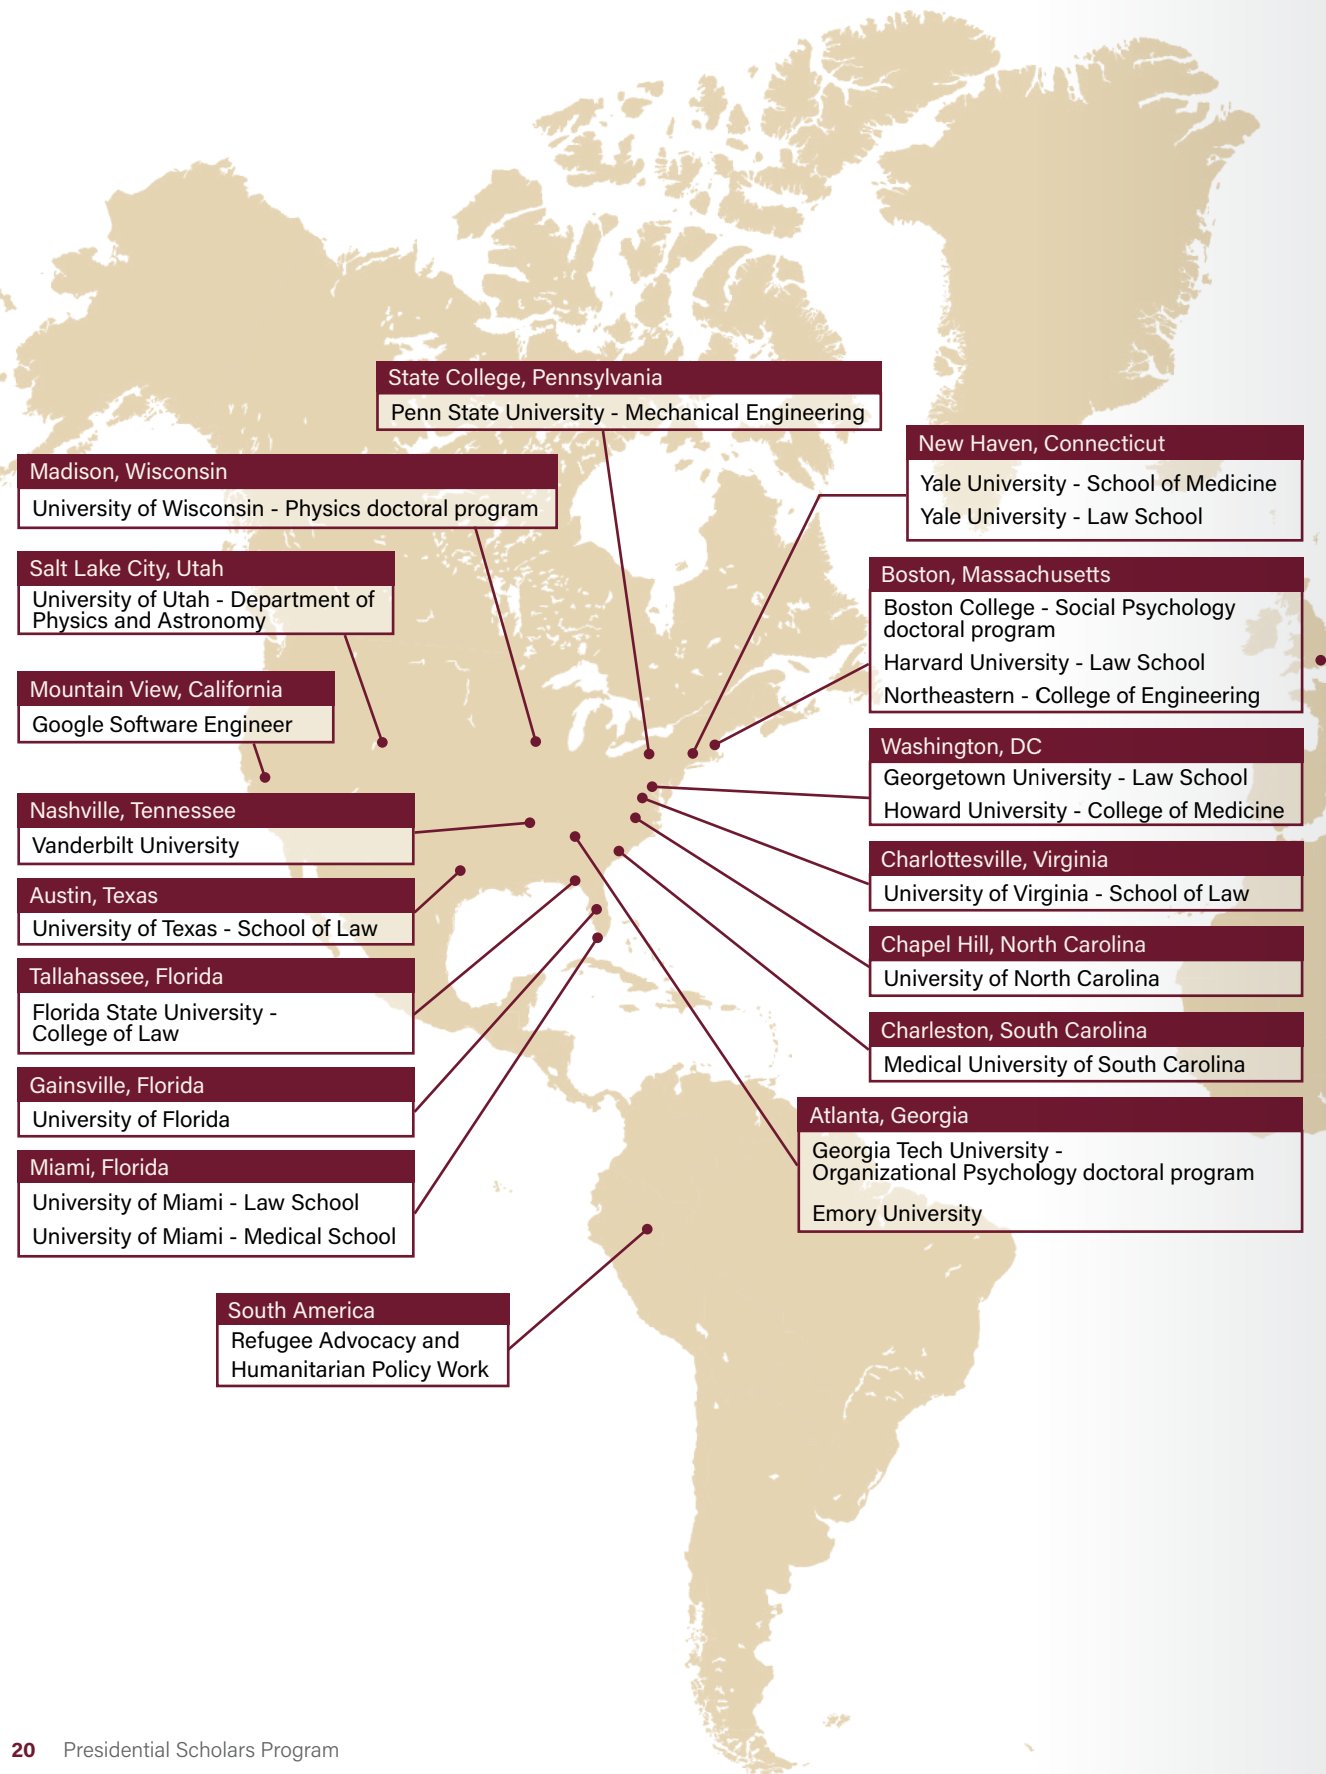 State College, Pennsylvania
Penn State University - Mechanical Engineering
New Haven, Connecticut
Yale University - School of Medicine
Yale University - Law School
Madison, Wisconsin
University of Wisconsin - Physics doctoral program
Salt Lake City, Utah
University of Utah - Department of
Physics and Astronomy
Boston, Massachusetts
Boston College - Social Psychology
doctoral program
Harvard University - Law School
Northeastern - College of Engineering
Mountain View, California
Google Software Engineer
Washington, DC
Georgetown University - Law School
Howard University - College of Medicine
Nashville, Tennessee
Vanderbilt University
Charlottesville, Virginia
University of Virginia - School of Law
Austin, Texas
University of Texas - School of Law
Chapel Hill, North Carolina
University of North Carolina
Tallahassee, Florida
Florida State University -
College of Law
Charleston, South Carolina
Medical University of South Carolina
Gainsville, Florida
University of Florida
Atlanta, Georgia
Georgia Tech University -
Organizational Psychology doctoral program
Emory University
Miami, Florida
University of Miami - Law School
University of Miami - Medical School
South America
Refugee Advocacy and
Humanitarian Policy Work
20 Presidential Scholars Program